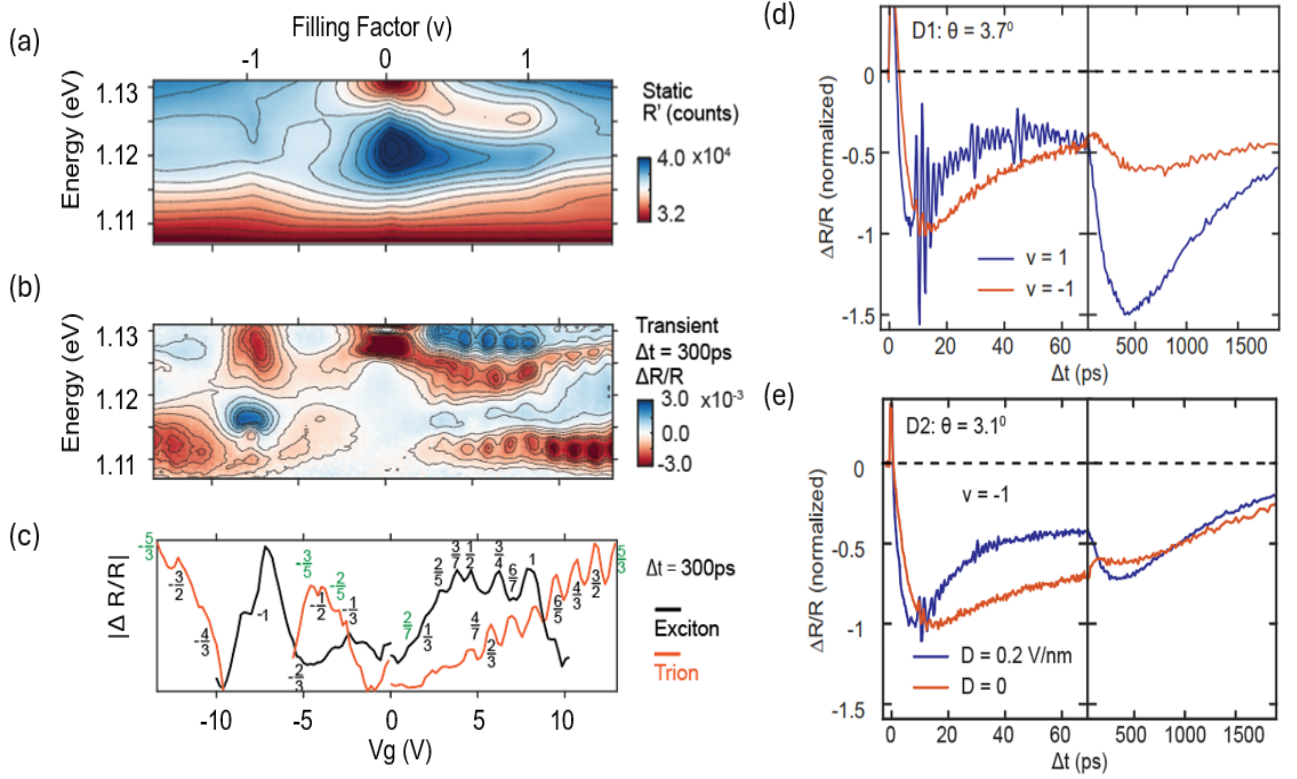 (a)
Filling Factor (v)
-1 0 1
Energy (eV)
1.13
1.12
1.11
Static
R' (counts)
4.0 x10⁴
3.2
(b)
Energy (eV)
1.13
1.12
1.11
Transient
Δt = 300ps
ΔR/R
3.0 x10⁻³
0.0
-3.0
(c)
|Δ R/R|
-5/3
-3/2
-4/3
-1
-2/3
-3/5
-1/2
-2/5
-1/3
2/7
1/3
2/5
3/7
1/2
4/7
2/3
3/4
6/7
1
6/5
4/3
3/2
5/3
Δt = 300ps
Exciton
Trion
-10 -5 0 5 10
Vg (V)
(d)
D1: θ = 3.7⁰
ΔR/R (normalized)
0
-0.5
-1
-1.5
v = 1
v = -1
0 20 40 60 500 1000 1500
Δt (ps)
(e)
D2: θ = 3.1⁰
ΔR/R (normalized)
0
-0.5
-1
-1.5
v = -1
D = 0.2 V/nm
D = 0
0 20 40 60 500 1000 1500
Δt (ps)